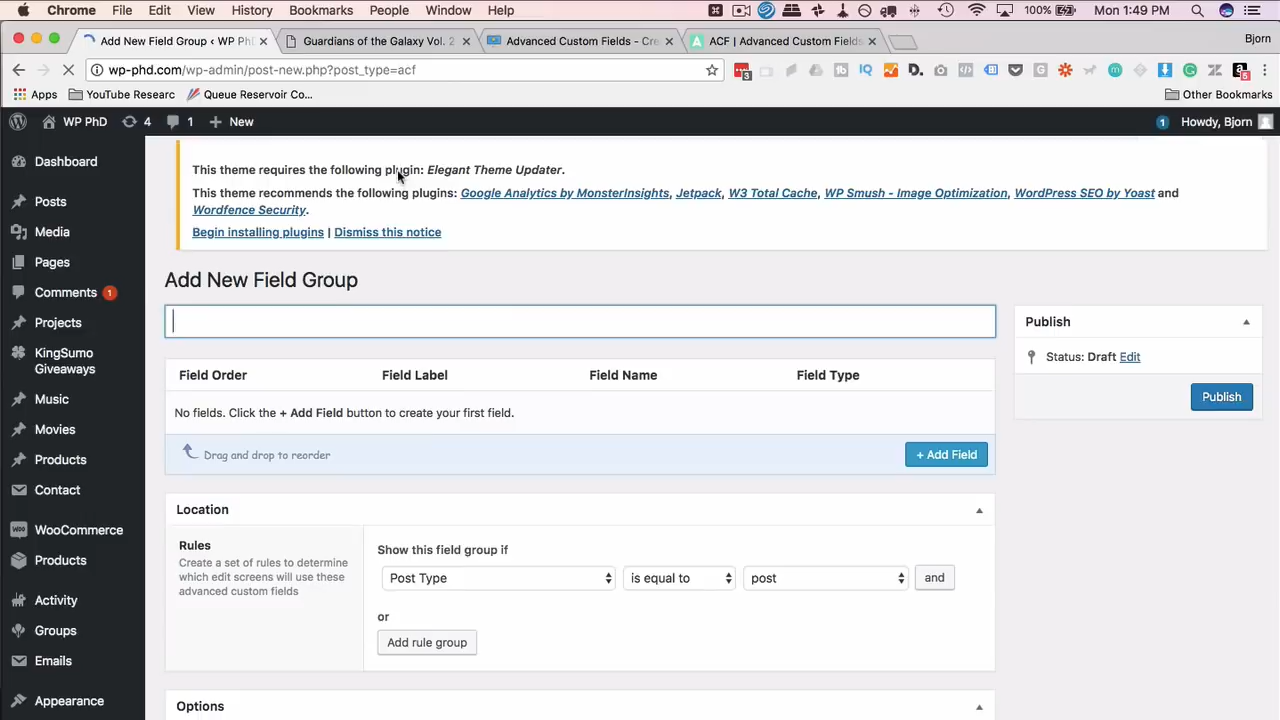 Chrome File Edit View History Bookmarks People Window Help 100% Mon 1:49 PM
Add New Field Group ‹ WP PhD Guardians of the Galaxy Vol. 2 Advanced Custom Fields - Cre ACF | Advanced Custom Fields Bjorn
wp-phd.com/wp-admin/post-new.php?post_type=acf
Apps YouTube Researc Queue Reservoir Co... Other Bookmarks
WP PhD 4 1 + New 1 Howdy, Bjorn
Dashboard
Posts
Media
Pages
Comments 1
Projects
KingSumo
Giveaways
Music
Movies
Products
Contact
WooCommerce
Products
Activity
Groups
Emails
Appearance
This theme requires the following plugin: Elegant Theme Updater.
This theme recommends the following plugins: Google Analytics by MonsterInsights, Jetpack, W3 Total Cache, WP Smush - Image Optimization, WordPress SEO by Yoast and
Wordfence Security.
Begin installing plugins | Dismiss this notice
Add New Field Group
Field Order Field Label Field Name Field Type
No fields. Click the + Add Field button to create your first field.
Drag and drop to reorder + Add Field
Location
Rules
Create a set of rules to determine
which edit screens will use these
advanced custom fields
Show this field group if
Post Type is equal to post and
or
Add rule group
Options
Publish
Status: Draft Edit
Publish